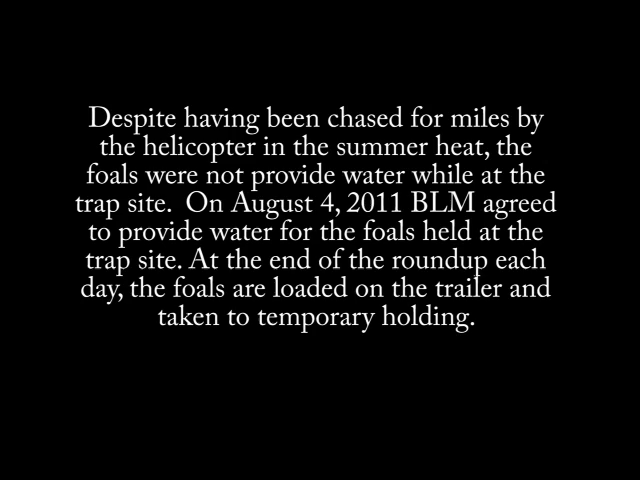 Despite having been chased for miles by
the helicopter in the summer heat, the
foals were not provide water while at the
trap site.  On August 4, 2011 BLM agreed
to provide water for the foals held at the
trap site. At the end of the roundup each
day, the foals are loaded on the trailer and
taken to temporary holding.